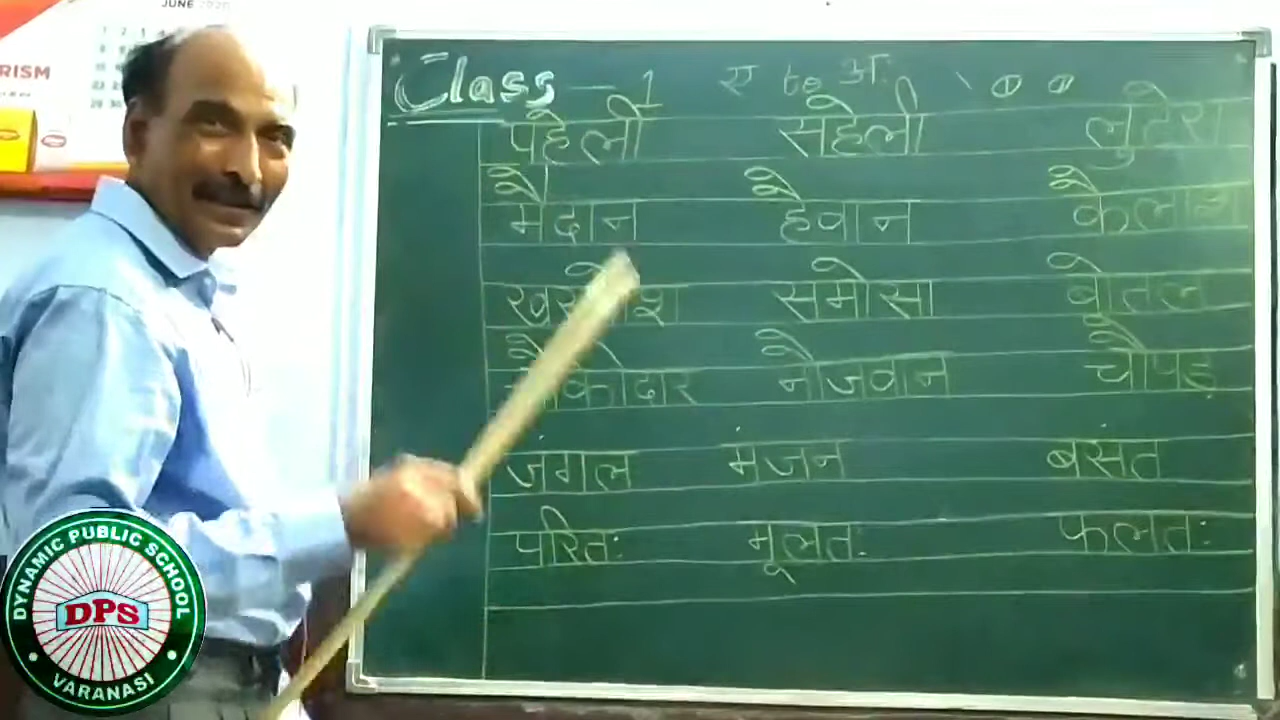 JUNE 2020
RISM
Class - 1 ए to अः
पहेली सहेली लुटेरा
मैदान हैवान कैलाश
समोसा बोतल
नौजवान चौपड़
जंगल मंजन बसंत
परितः मूलतः फलतः
DYNAMIC PUBLIC SCHOOL
DPS
VARANASI